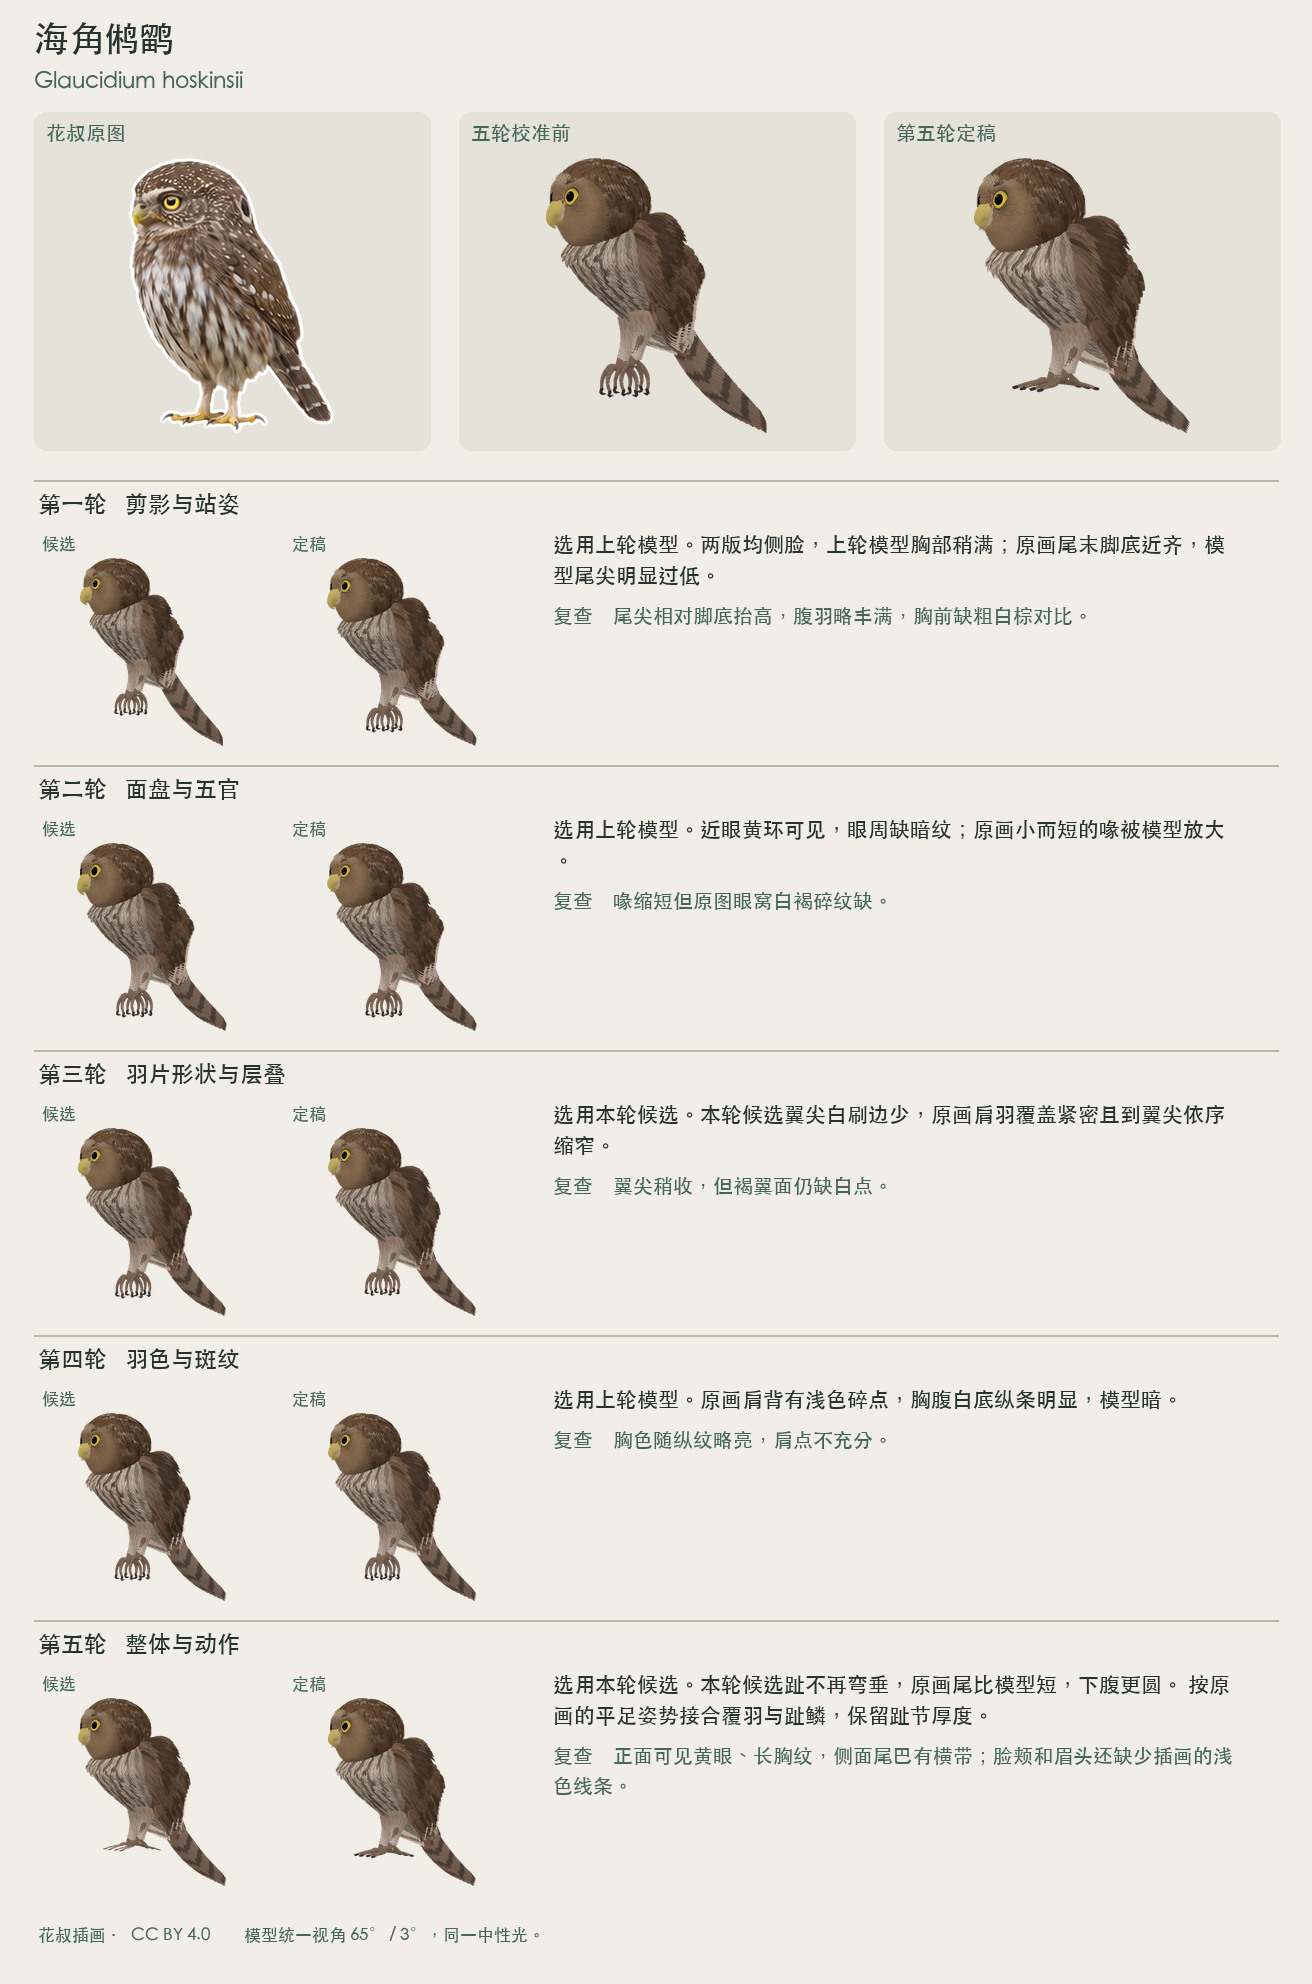 海角鸺鹠
Glaucidium hoskinsii
花叔原图
五轮校准前
第五轮定稿
第一轮 剪影与站姿
候选
定稿
选用上轮模型。两版均侧脸，上轮模型胸部稍满；原画尾末脚底近齐，模
型尾尖明显过低。
复查 尾尖相对脚底抬高，腹羽略丰满，胸前缺粗白棕对比。
第二轮 面盘与五官
候选
定稿
选用上轮模型。近眼黄环可见，眼周缺暗纹；原画小而短的喙被模型放大
。
复查 喙缩短但原图眼窝白褐碎纹缺。
第三轮 羽片形状与层叠
候选
定稿
选用本轮候选。本轮候选翼尖白刷边少，原画肩羽覆盖紧密且到翼尖依序
缩窄。
复查 翼尖稍收，但褐翼面仍缺白点。
第四轮 羽色与斑纹
候选
定稿
选用上轮模型。原画肩背有浅色碎点，胸腹白底纵条明显，模型暗。
复查 胸色随纵纹略亮，肩点不充分。
第五轮 整体与动作
候选
定稿
选用本轮候选。本轮候选趾不再弯垂，原画尾比模型短，下腹更圆。 按原
画的平足姿势接合覆羽与趾鳞，保留趾节厚度。
复查 正面可见黄眼、长胸纹，侧面尾巴有横带；脸颊和眉头还缺少插画的浅
色线条。
花叔插画 · CC BY 4.0 模型统一视角 65° / 3° ，同一中性光。